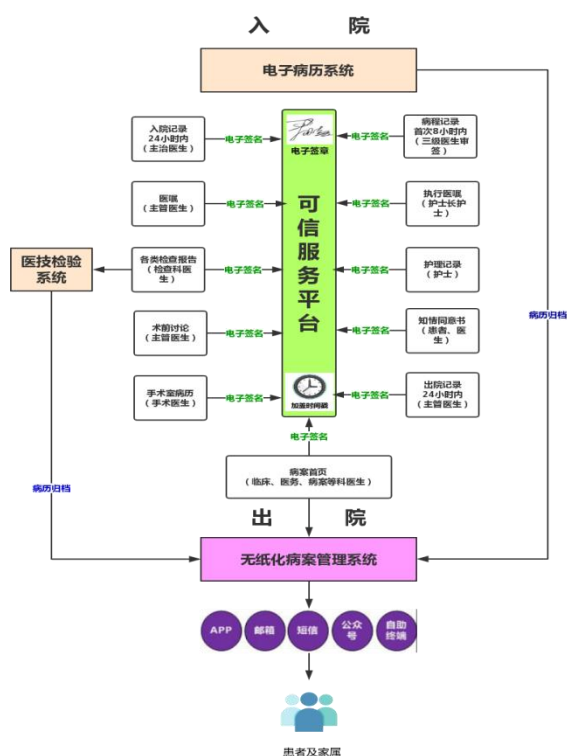 入 院
电子病历系统
入院记录
24小时内
(主治医生)
电子签名
电子签章
电子签名
病程记录
首次8小时内
(三级医生审
签)
医嘱
(主管医生)
电子签名
可信服务平台
电子签名
执行医嘱
(护士长护
士)
医技检验
系统
各类检查报告
(检查科医
生)
电子签名
电子签名
护理记录
(护士)
术前讨论
(主管医生)
电子签名
电子签名
知情同意书
(患者、医
生)
病历归档
手术室病历
(手术医生)
电子签名
加盖时间戳
电子签名
出院记录
24小时内
(主管医生)
电子签名
病案首页
(临床、医务、病案等科医生)
病历归档
出 院
无纸化病案管理系统
APP
邮箱
短信
公众
号
自助
终端
患者及家属